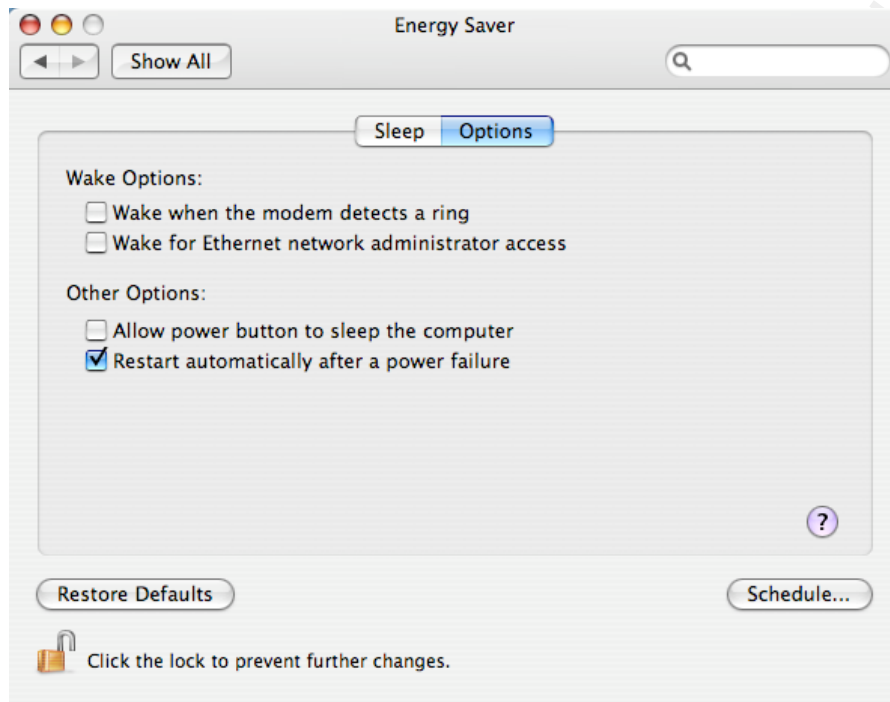 Energy Saver
Show All
Sleep Options
Wake Options:
Wake when the modem detects a ring
Wake for Ethernet network administrator access
Other Options:
Allow power button to sleep the computer
Restart automatically after a power failure
?
Restore Defaults Schedule...
Click the lock to prevent further changes.